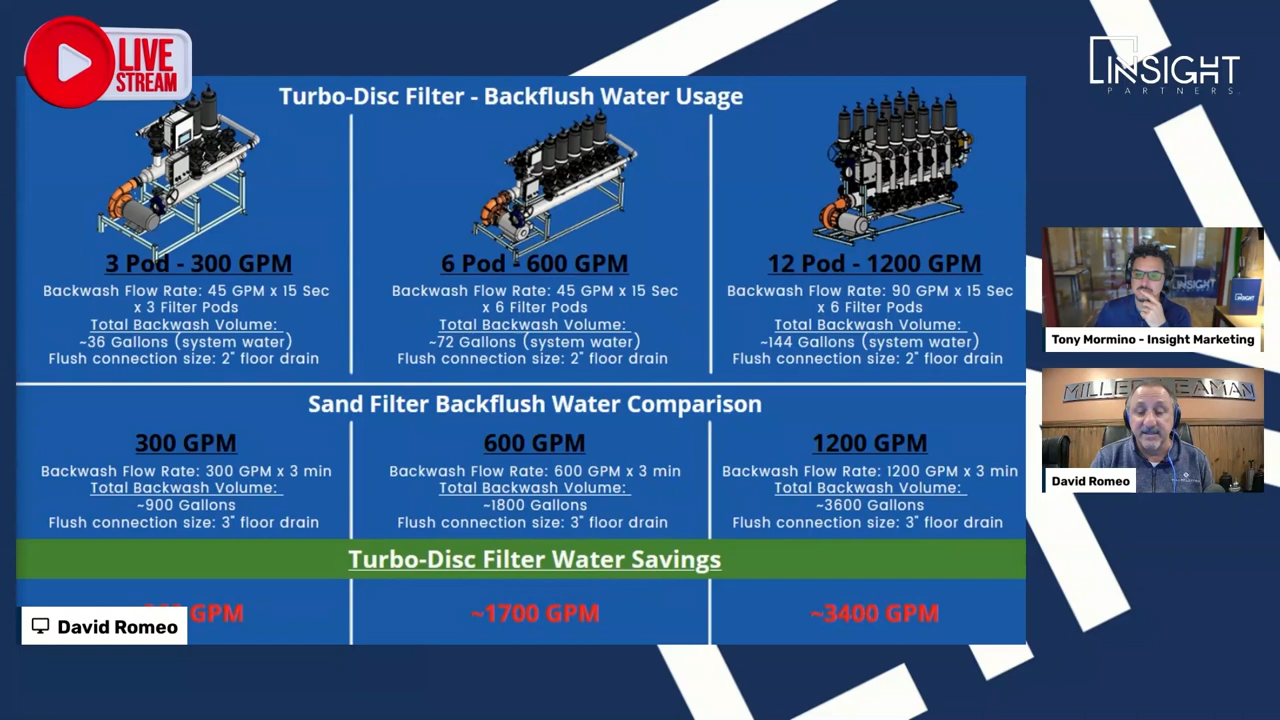 LIVE
STREAM
INSIGHT
PARTNERS.
Turbo-Disc Filter - Backflush Water Usage
3 Pod - 300 GPM
Backwash Flow Rate: 45 GPM x 15 Sec
x 3 Filter Pods
Total Backwash Volume:
~36 Gallons (system water)
Flush connection size: 2" floor drain
6 Pod - 600 GPM
Backwash Flow Rate: 45 GPM x 15 Sec
x 6 Filter Pods
Total Backwash Volume:
~72 Gallons (system water)
Flush connection size: 2" floor drain
12 Pod - 1200 GPM
Backwash Flow Rate: 90 GPM x 15 Sec
x 6 Filter Pods
Total Backwash Volume:
~144 Gallons (system water)
Flush connection size: 2" floor drain
Sand Filter Backflush Water Comparison
300 GPM
Backwash Flow Rate: 300 GPM x 3 min
Total Backwash Volume:
~900 Gallons
Flush connection size: 3" floor drain
600 GPM
Backwash Flow Rate: 600 GPM x 3 min
Total Backwash Volume:
~1800 Gallons
Flush connection size: 3" floor drain
1200 GPM
Backwash Flow Rate: 1200 GPM x 3 min
Total Backwash Volume:
~3600 Gallons
Flush connection size: 3" floor drain
Turbo-Disc Filter Water Savings
GPM
~1700 GPM
~3400 GPM
David Romeo
INSIGHT
Tony Mormino - Insight Marketing
MILLER
David Romeo